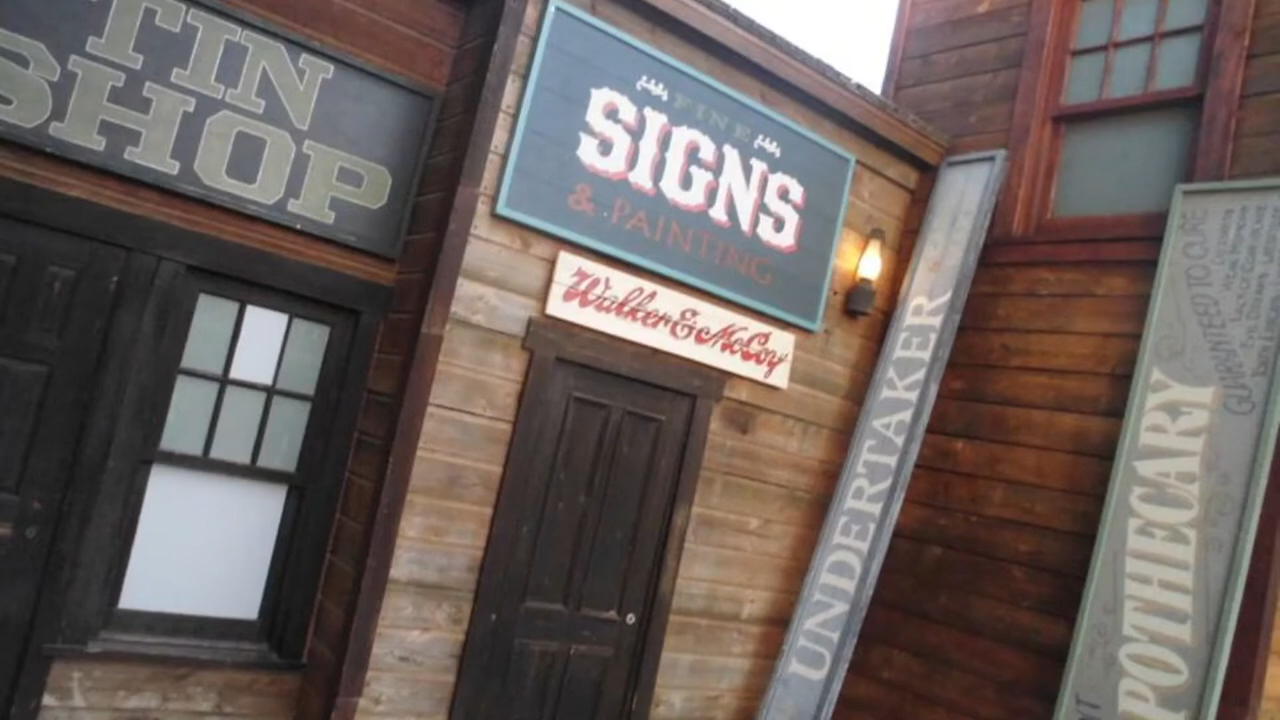 TIN
SHOP
FINE
SIGNS
& PAINTING
Walker & McCoy
UNDERTAKER
POTHECARY
GUARANTEED TO CURE